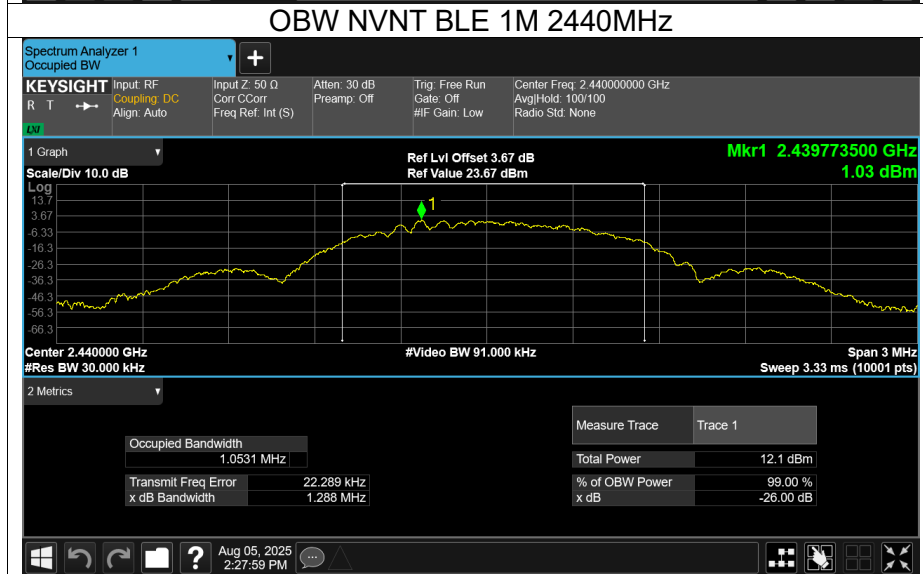 OBW NVNT BLE 1M 2440MHz
Spectrum Analyzer 1
Occupied BW
+
KEYSIGHT Input: RF Input Z: 50 Ω Atten: 30 dB Trig: Free Run Center Freq: 2.440000000 GHz
R T Coupling: DC Corr CCorr Preamp: Off Gate: Off Avg|Hold: 100/100
Align: Auto Freq Ref: Int (S) #IF Gain: Low Radio Std: None
LXI
1 Graph Ref Lvl Offset 3.67 dB Mkr1 2.439773500 GHz
Scale/Div 10.0 dB Ref Value 23.67 dBm 1.03 dBm
Log
13.7
3.67
-6.33
-16.3
-26.3
-36.3
-46.3
-56.3
-66.3
1
Center 2.440000 GHz #Video BW 91.000 kHz Span 3 MHz
#Res BW 30.000 kHz Sweep 3.33 ms (10001 pts)
2 Metrics
Measure Trace Trace 1
Occupied Bandwidth
1.0531 MHz Total Power 12.1 dBm
Transmit Freq Error 22.289 kHz % of OBW Power 99.00 %
x dB Bandwidth 1.288 MHz x dB -26.00 dB
? Aug 05, 2025
2:27:59 PM